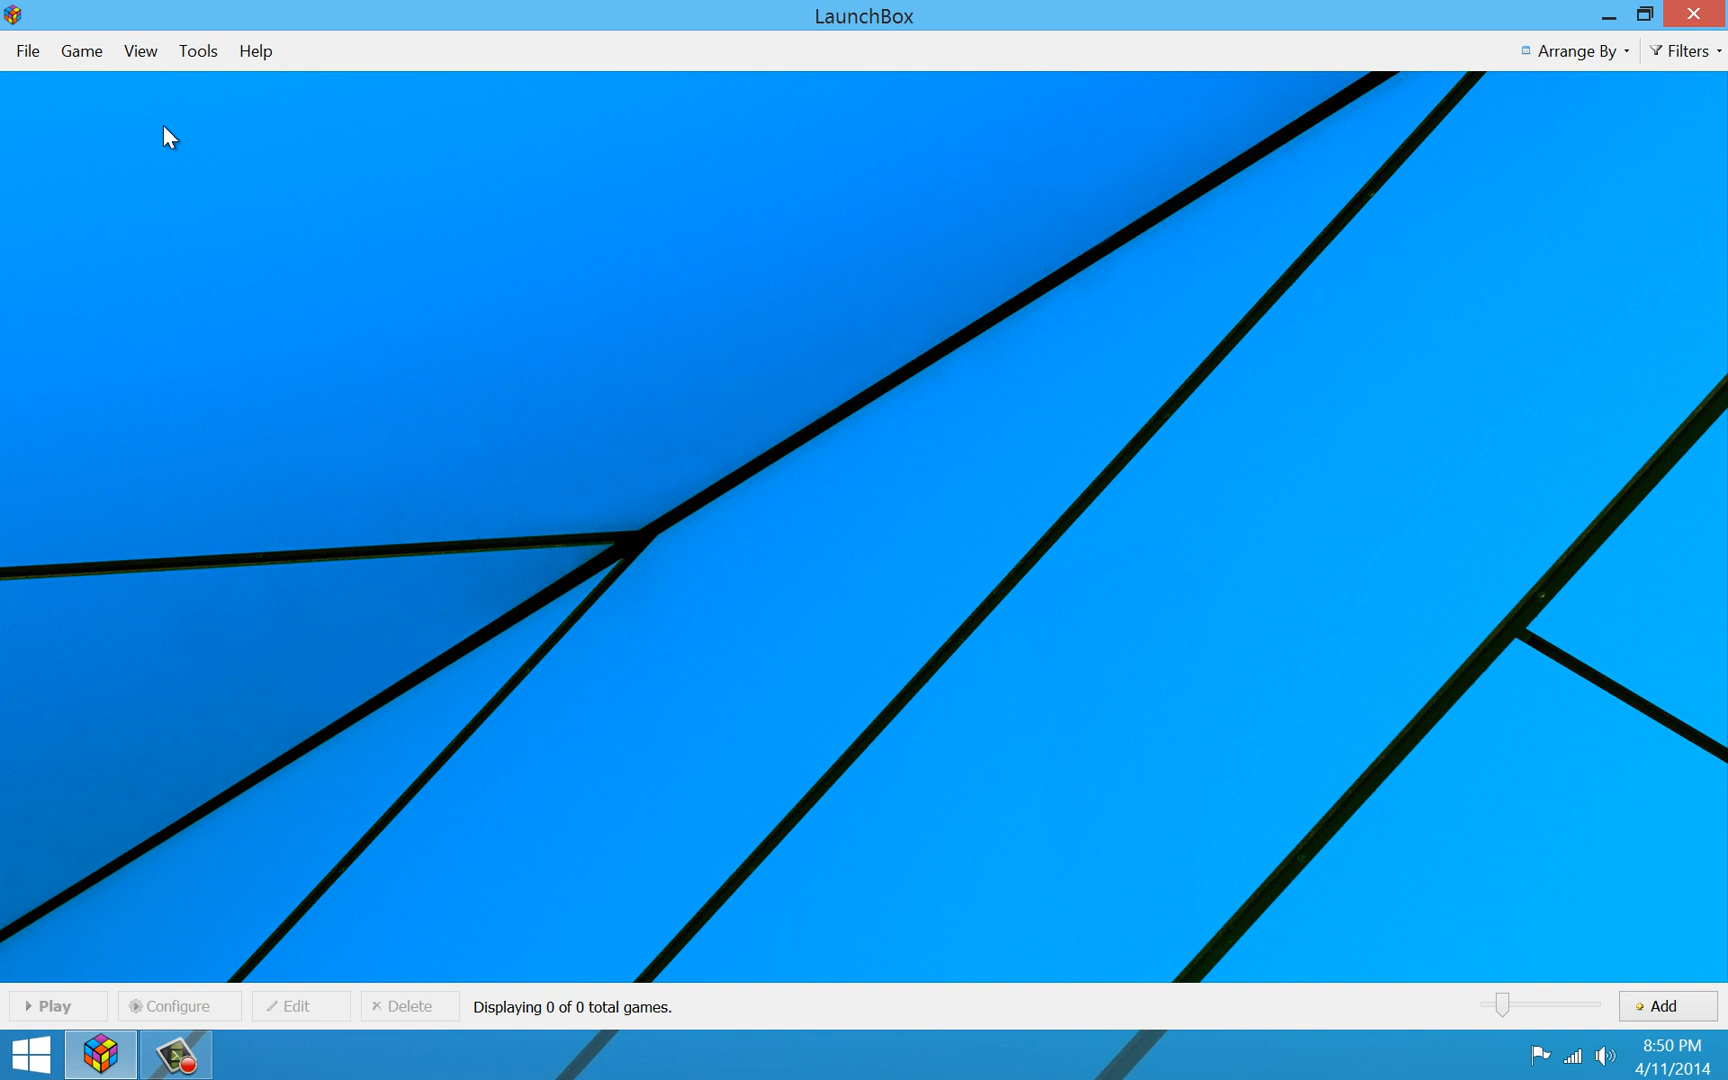 LaunchBox
File Game View Tools Help Arrange By Filters
Play Configure Edit Delete Displaying 0 of 0 total games. Add
8:50 PM
4/11/2014